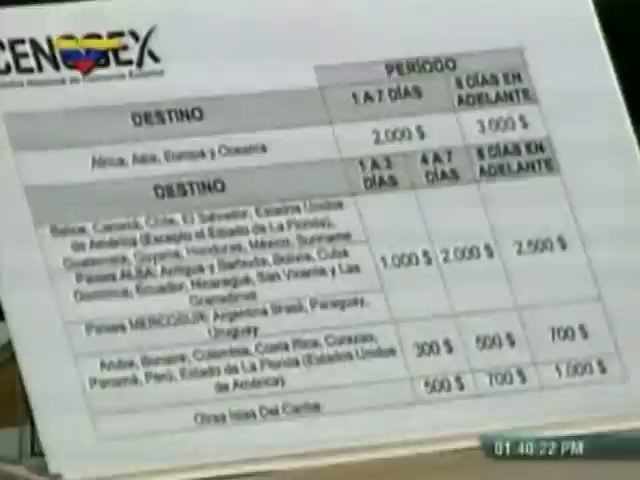 CENCOEX
PERÍODO
DESTINO
1 A 7 DÍAS
8 DÍAS EN
ADELANTE
África, Asia, Europa y Oceanía
2.000 $
3.000 $
DESTINO
1 A 3
DÍAS
4 A 7
DÍAS
8 DÍAS EN
ADELANTE
Belice, Canadá, Chile, El Salvador, Estados Unidos
de América (Excepto el Estado de La Florida),
Guatemala, Guyana, Honduras, México, Suriname
Países ALBA: Antigua y Barbuda, Bolivia, Cuba
Dominica, Ecuador, Nicaragua, San Vicente y Las
Granadinas
Países MERCOSUR: Argentina Brasil, Paraguay,
Uruguay
1.000 $
2.000 $
2.500 $
Aruba, Bonaire, Colombia, Costa Rica, Curazao,
Panamá, Perú, Estado de La Florida (Estados Unidos
de América)
300 $
500 $
700 $
Otras Islas Del Caribe
500 $
700 $
1.000 $
01:40:22 PM